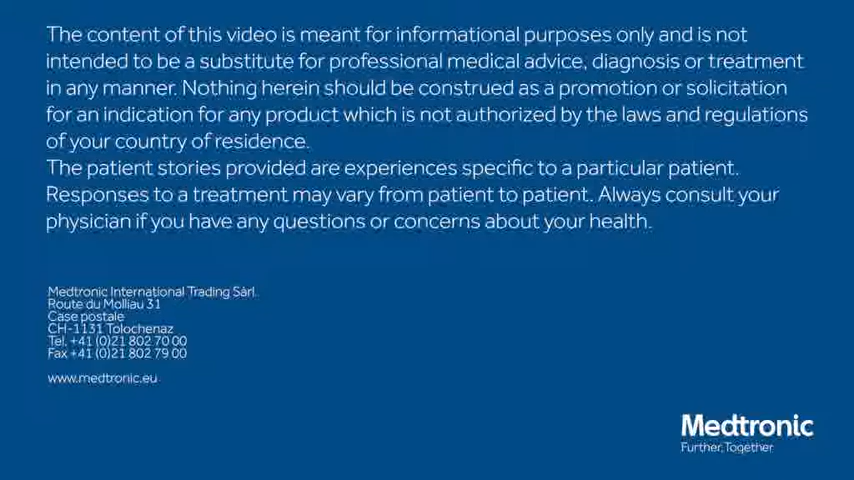 The content of this video is meant for informational purposes only and is not
intended to be a substitute for professional medical advice, diagnosis or treatment
in any manner. Nothing herein should be construed as a promotion or solicitation
for an indication for any product which is not authorized by the laws and regulations
of your country of residence.
The patient stories provided are experiences specific to a particular patient.
Responses to a treatment may vary from patient to patient. Always consult your
physician if you have any questions or concerns about your health.
Medtronic International Trading Sàrl.
Route du Molliau 31
Case postale
CH-1131 Tolochenaz
Tel. +41 (0)21 802 70 00
Fax +41 (0)21 802 79 00
www.medtronic.eu
Medtronic
Further, Together